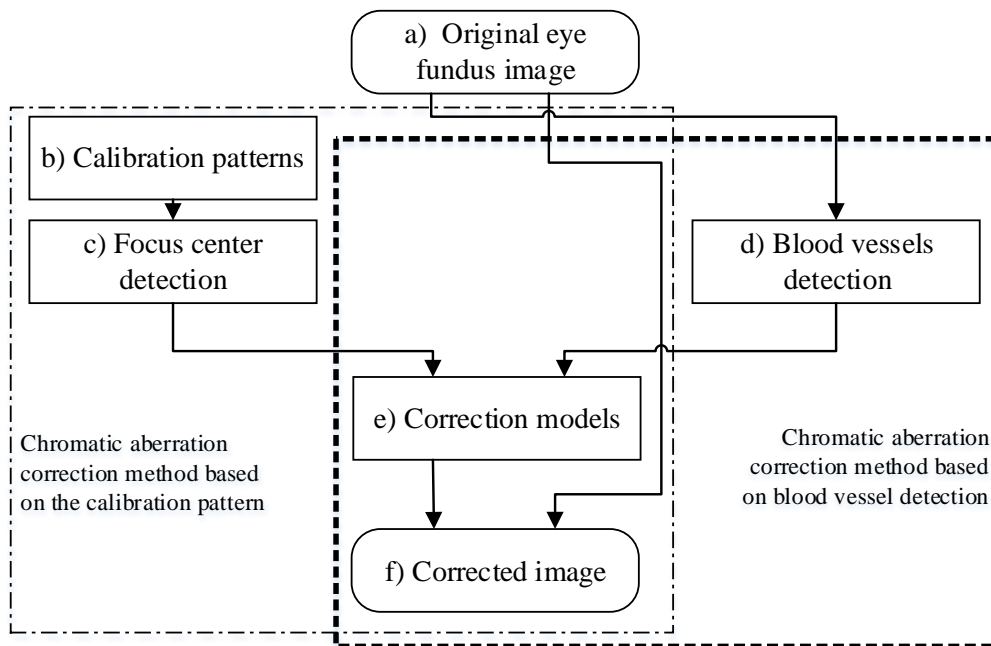 a) Original eye
fundus image
b) Calibration patterns
c) Focus center
detection
d) Blood vessels
detection
e) Correction models
Chromatic aberration
correction method based
on the calibration pattern
Chromatic aberration
correction method based
on blood vessel detection
f) Corrected image